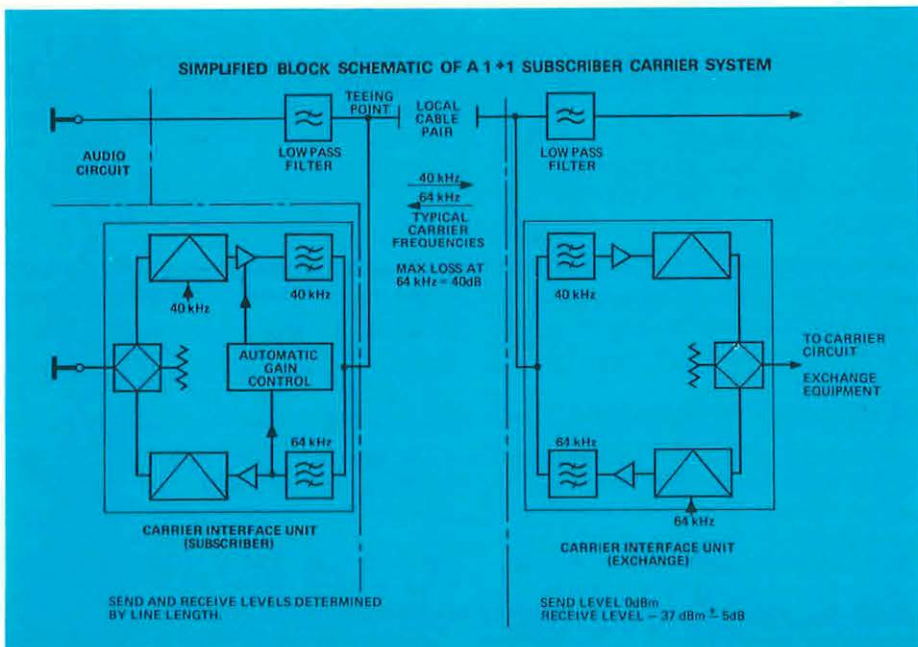 SIMPLIFIED BLOCK SCHEMATIC OF A 1+1 SUBSCRIBER CARRIER SYSTEM
TEEING
POINT
LOCAL
CABLE
PAIR
AUDIO
CIRCUIT
LOW PASS
FILTER
LOW PASS
FILTER
40 kHz
64 kHz
TYPICAL
CARRIER
FREQUENCIES
MAX LOSS AT
64 kHz = 40dB
40 kHz
40 kHz
AUTOMATIC
GAIN
CONTROL
64 kHz
CARRIER INTERFACE UNIT
(SUBSCRIBER)
40 kHz
TO CARRIER
CIRCUIT
EXCHANGE
EQUIPMENT
64 kHz
64 kHz
CARRIER INTERFACE UNIT
(EXCHANGE)
SEND AND RECEIVE LEVELS DETERMINED
BY LINE LENGTH.
SEND LEVEL 0dBm
RECEIVE LEVEL – 37 dBm ± 5dB